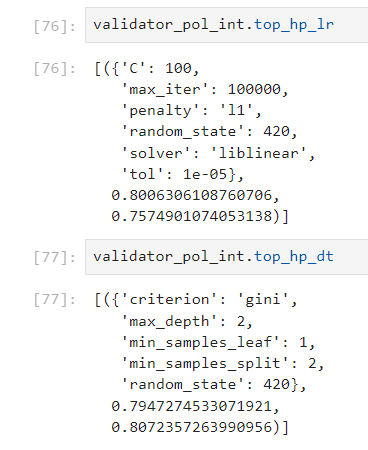 [76]: validator_pol_int.top_hp_lr
[76]: [({'C': 100,
'max_iter': 100000,
'penalty': 'l1',
'random_state': 420,
'solver': 'liblinear',
'tol': 1e-05},
0.8006306108760706,
0.7574901074053138)]
[77]: validator_pol_int.top_hp_dt
[77]: [({'criterion': 'gini',
'max_depth': 2,
'min_samples_leaf': 1,
'min_samples_split': 2,
'random_state': 420},
0.7947274533071921,
0.8072357263990956)]